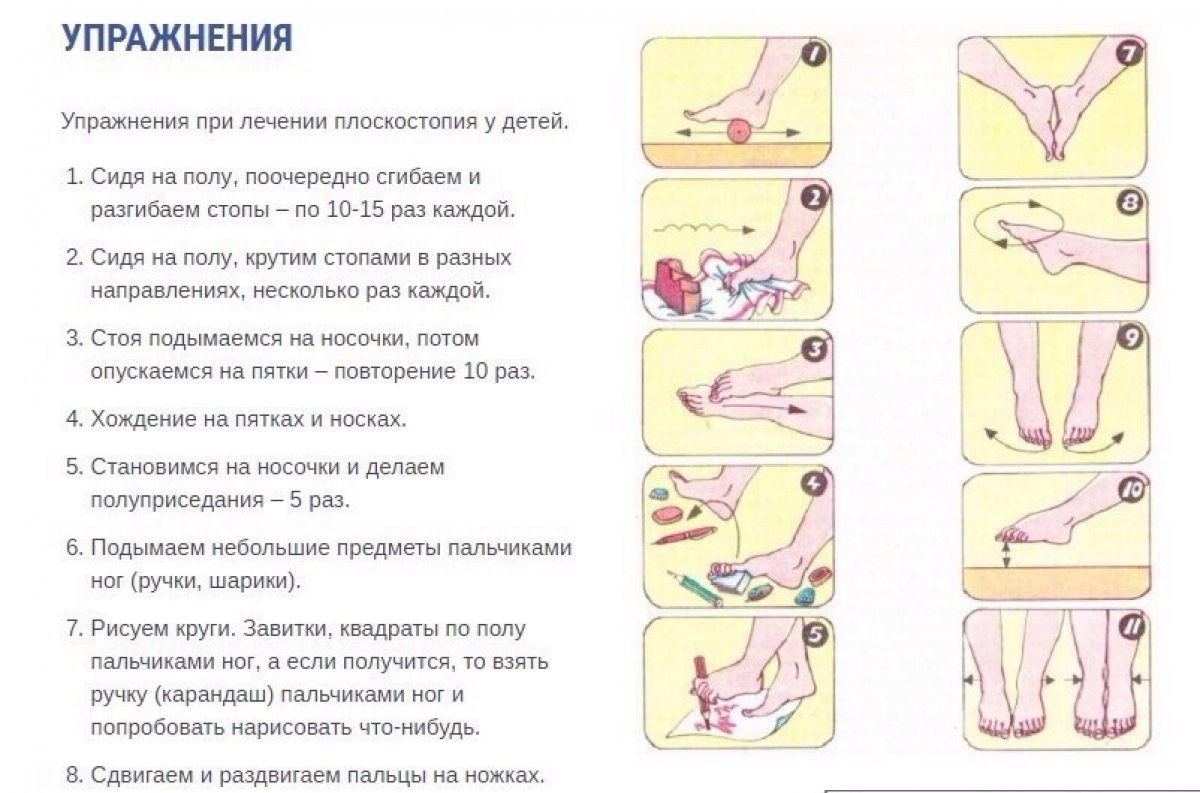 УПРАЖНЕНИЯ
Упражнения при лечении плоскостопия у детей.
1. Сидя на полу, поочередно сгибаем и
разгибаем стопы – по 10-15 раз каждой.
2. Сидя на полу, крутим стопами в разных
направлениях, несколько раз каждой.
3. Стоя подымаемся на носочки, потом
опускаемся на пятки – повторение 10 раз.
4. Хождение на пятках и носках.
5. Становимся на носочки и делаем
полуприседания – 5 раз.
6. Подымаем небольшие предметы пальчиками
ног (ручки, шарики).
7. Рисуем круги. Завитки, квадраты по полу
пальчиками ног, а если получится, то взять
ручку (карандаш) пальчиками ног и
попробовать нарисовать что-нибудь.
8. Сдвигаем и раздвигаем пальцы на ножках.
1
2
3
4
5
7
8
9
10
11